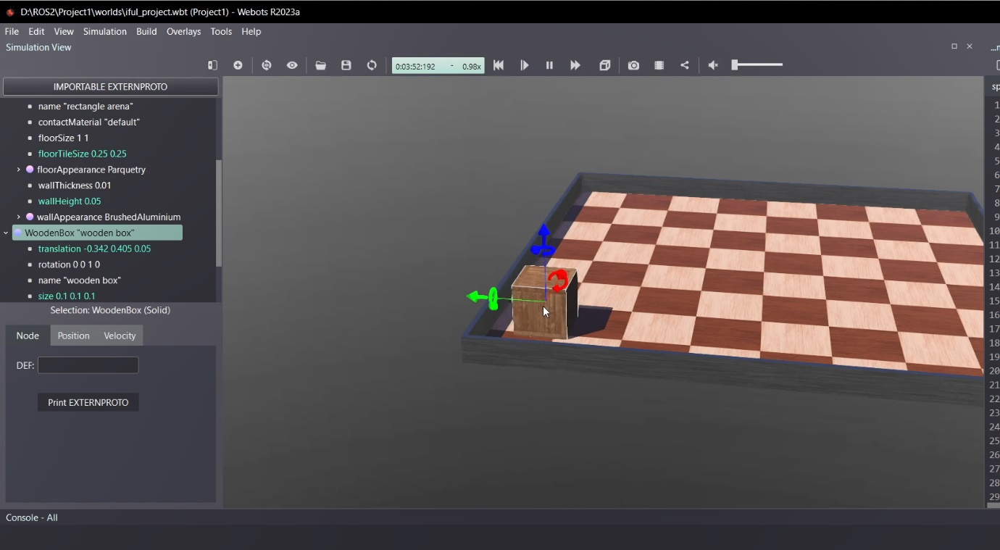 D:\ROS2\Project1\worlds\iful_project.wbt (Project1) - Webots R2023a
File Edit View Simulation Build Overlays Tools Help
Simulation View
0:03:52:192 - 0.98x
IMPORTABLE EXTERNPROTO
name "rectangle arena"
contactMaterial "default"
floorSize 1 1
floorTileSize 0.25 0.25
floorAppearance Parquetry
wallThickness 0.01
wallHeight 0.05
wallAppearance BrushedAluminium
WoodenBox "wooden box"
translation -0.342 0.405 0.05
rotation 0 0 1 0
name "wooden box"
size 0.1 0.1 0.1
Selection: WoodenBox (Solid)
Node Position Velocity
DEF:
Print EXTERNPROTO
Console - All
...n
sp
1
2
3
4
5
6
7
8
9
10
11
12
13
14
15
16
17
18
19
20
21
22
23
24
25
26
27
28
29